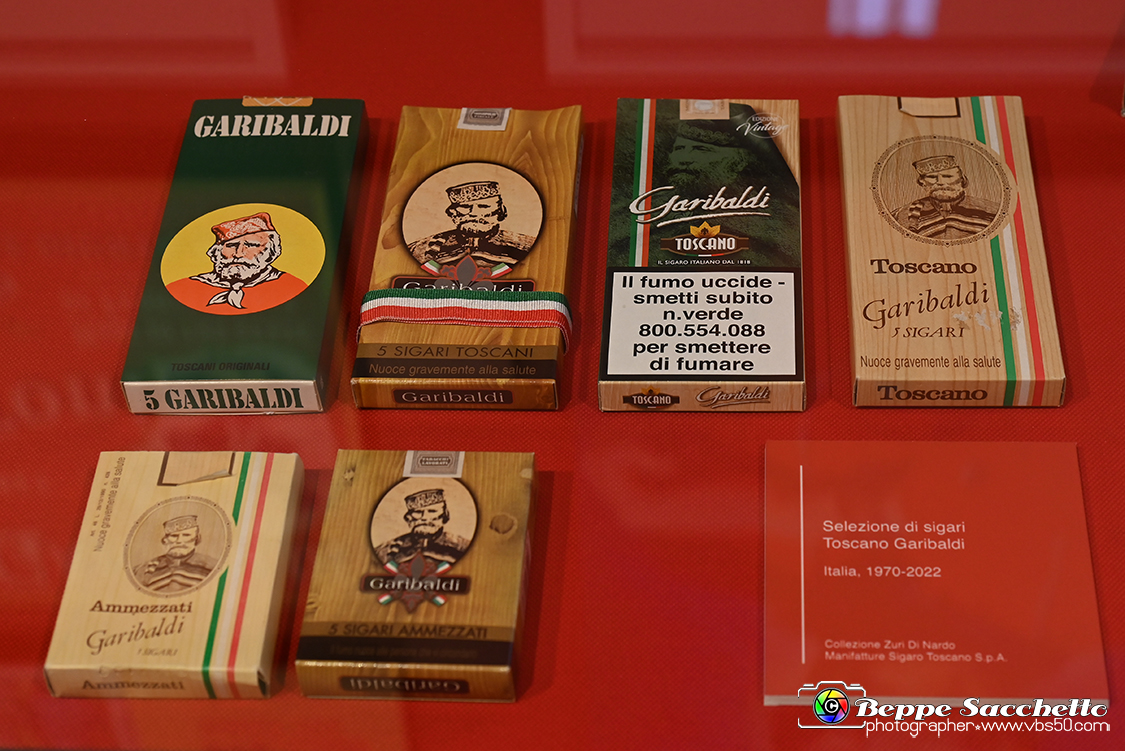 GARIBALDI
TOSCANI ORIGINALI
5 GARIBALDI
Garibaldi
5 SIGARI TOSCANI
Nuoce gravemente alla salute
Garibaldi
EDIZIONE
Vintage
Garibaldi
TOSCANO
IL SIGARO ITALIANO DAL 1818
Il fumo uccide -
smetti subito
n.verde
800.554.088
per smettere
di fumare
TOSCANO Garibaldi
Toscano
Garibaldi
5 SIGARI
Nuoce gravemente alla salute
Toscano
Nuoce gravemente alla salute
Ammezzati
Garibaldi
SIGARI
Ammezzati
Garibaldi
5 SIGARI AMMEZZATI
Garibaldi
Selezione di sigari
Toscano Garibaldi
Italia, 1970-2022
Collezione Zuri Di Nardo
Manifatture Sigaro Toscano S.p.A.
C Beppe Sacchetto
photographer•www.vbs50.com